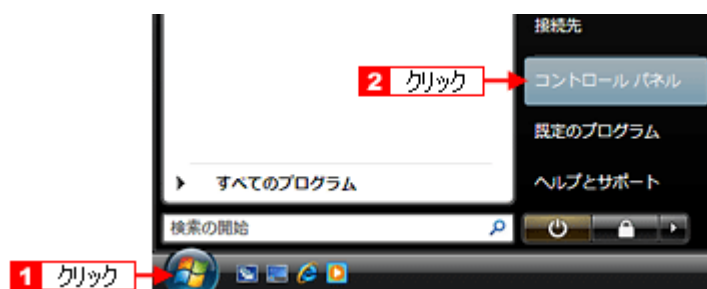 接続先
2 クリック
コントロール パネル
既定のプログラム
すべてのプログラム
ヘルプとサポート
検索の開始
1 クリック